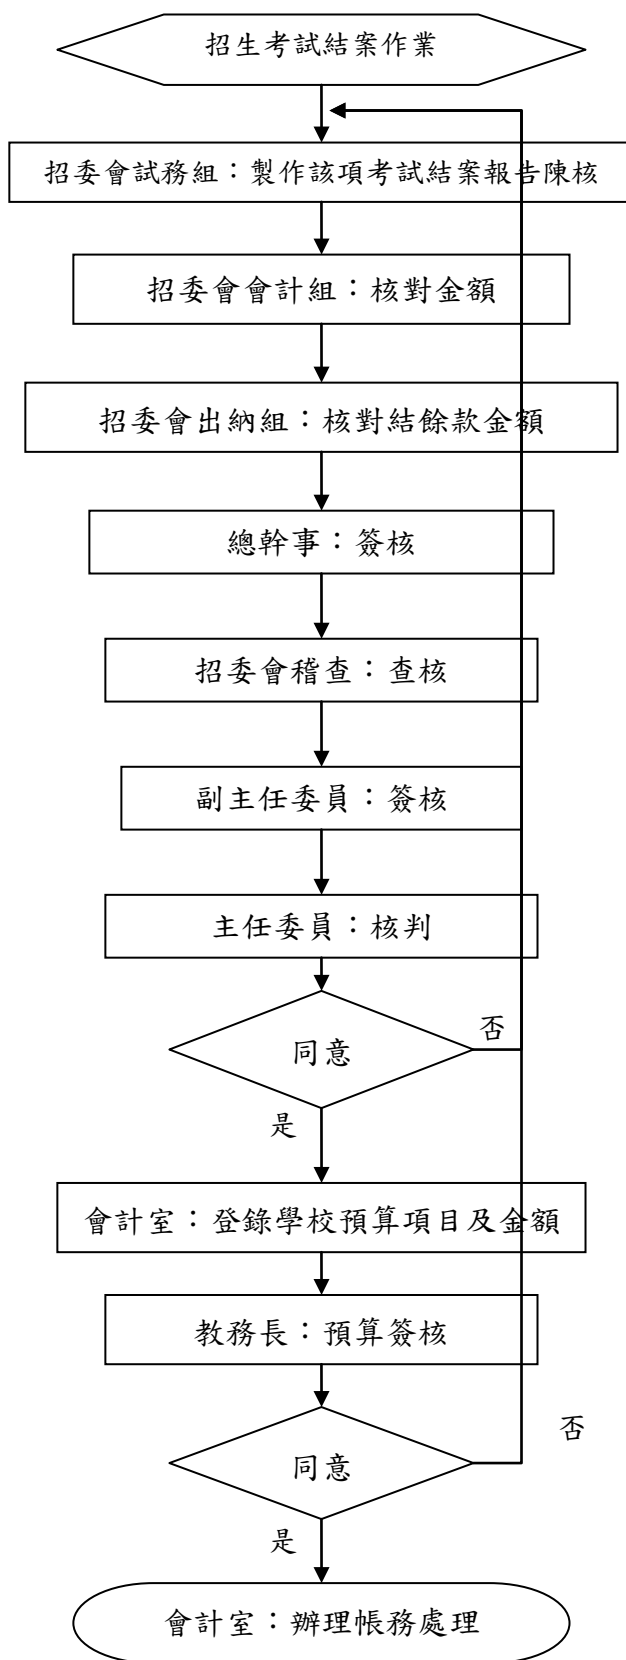 招生考試結案作業
招委會試務組：製作該項考試結案報告陳核
招委會會計組：核對金額
招委會出納組：核對結餘款金額
總幹事：簽核
招委會稽查：查核
副主任委員：簽核
主任委員：核判
否
同意
是
會計室：登錄學校預算項目及金額
教務長：預算簽核
否
同意
是
會計室：辦理帳務處理